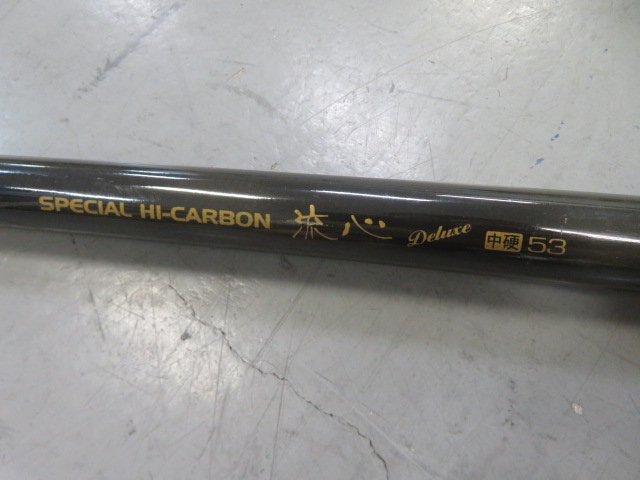 SPECIAL HI-CARBON 流心 Deluxe 中硬 53